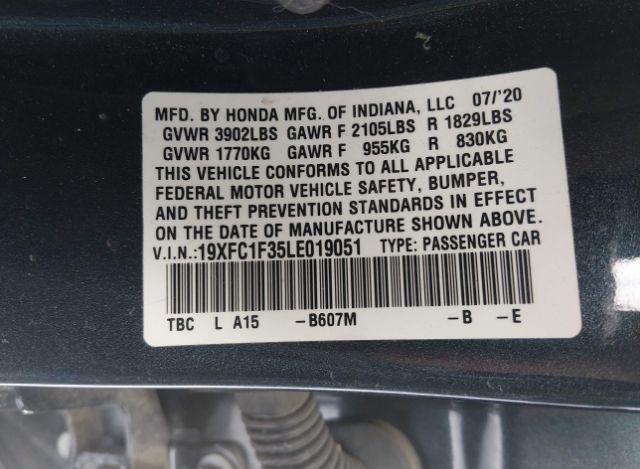 MFD. BY HONDA MFG. OF INDIANA, LLC 07/'20
GVWR 3902LBS GAWR F 2105LBS R 1829LBS
GVWR 1770KG GAWR F 955KG R 830KG
THIS VEHICLE CONFORMS TO ALL APPLICABLE
FEDERAL MOTOR VEHICLE SAFETY, BUMPER,
AND THEFT PREVENTION STANDARDS IN EFFECT
ON THE DATE OF MANUFACTURE SHOWN ABOVE.
V.I.N.:19XFC1F35LE019051 TYPE: PASSENGER CAR
TBC L A15 -B607M -B -E